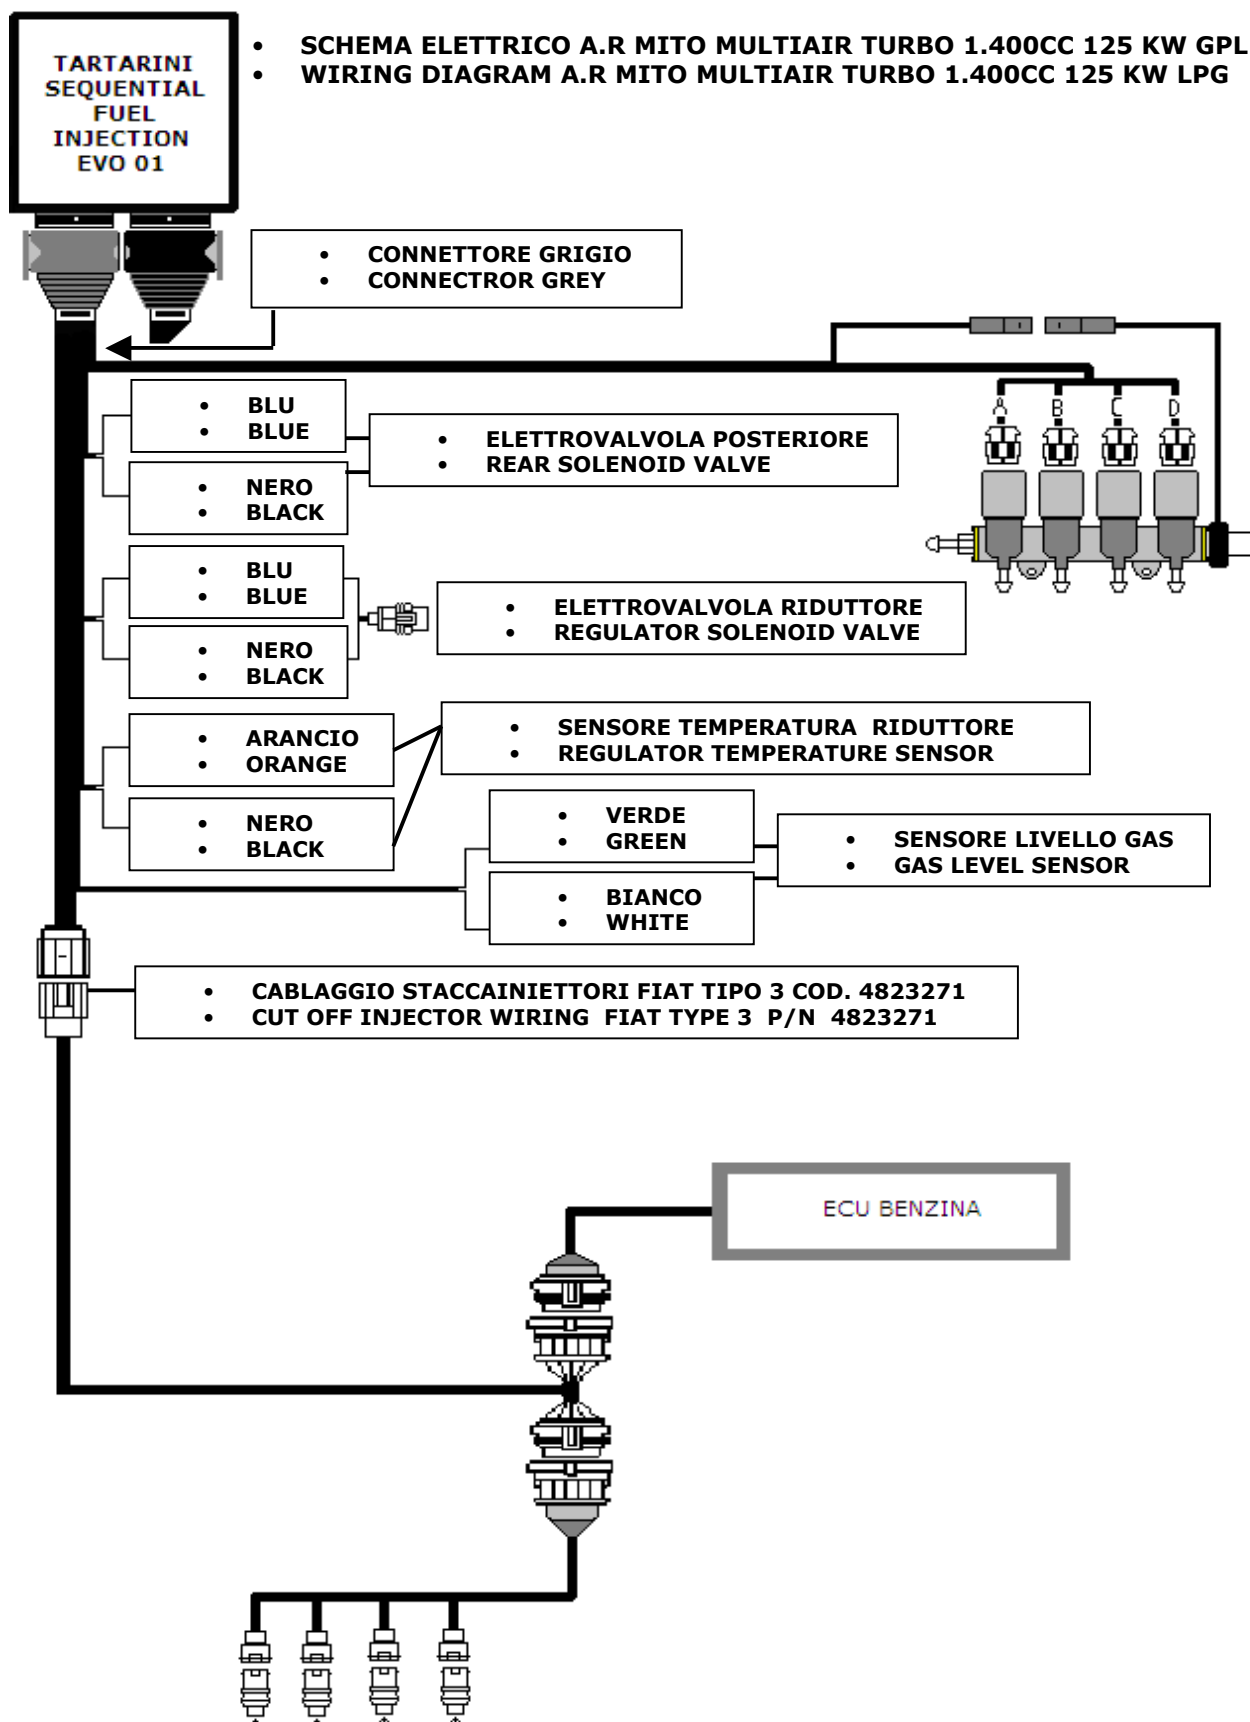 TARTARINI
SEQUENTIAL
FUEL
INJECTION
EVO 01
• SCHEMA ELETTRICO A.R MITO MULTIAIR TURBO 1.400CC 125 KW GPL
• WIRING DIAGRAM A.R MITO MULTIAIR TURBO 1.400CC 125 KW LPG
• CONNETTORE GRIGIO
• CONNECTROR GREY
A B C D
• BLU
• BLUE
• NERO
• BLACK
• ELETTROVALVOLA POSTERIORE
• REAR SOLENOID VALVE
• BLU
• BLUE
• NERO
• BLACK
• ELETTROVALVOLA RIDUTTORE
• REGULATOR SOLENOID VALVE
• ARANCIO
• ORANGE
• NERO
• BLACK
• SENSORE TEMPERATURA RIDUTTORE
• REGULATOR TEMPERATURE SENSOR
• VERDE
• GREEN
• BIANCO
• WHITE
• SENSORE LIVELLO GAS
• GAS LEVEL SENSOR
• CABLAGGIO STACCAINIETTORI FIAT TIPO 3 COD. 4823271
• CUT OFF INJECTOR WIRING FIAT TYPE 3 P/N 4823271
ECU BENZINA